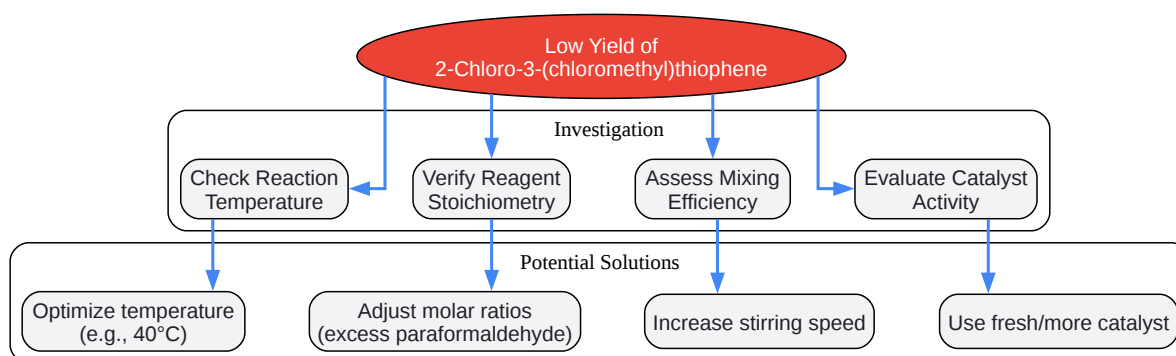 Low Yield of
2-Chloro-3-(chloromethyl)thiophene
Investigation
Check Reaction
Temperature
Verify Reagent
Stoichiometry
Assess Mixing
Efficiency
Evaluate Catalyst
Activity
Potential Solutions
Optimize temperature
(e.g., 40°C)
Adjust molar ratios
(excess paraformaldehyde)
Increase stirring speed
Use fresh/more catalyst